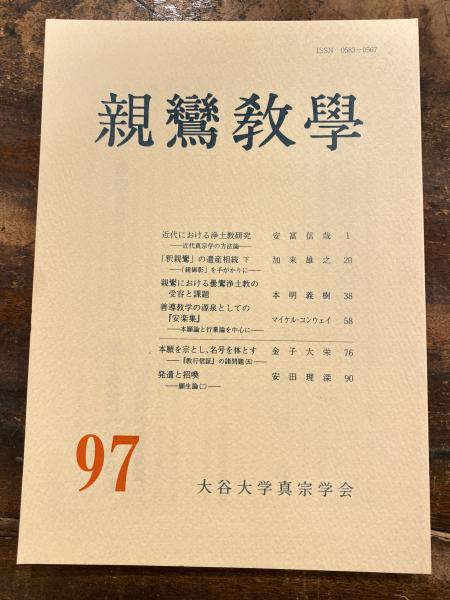 ISSN 0583-0567
親鸞敎學
近代における浄土教研究 安冨信哉 1
――近代真宗学の方法論――
「釈親鸞」の遺産相続 下 加来雄之 20
――「鏡御影」を手がかりに――
親鸞における曇鸞浄土教の
受容と課題 本明義樹 38
善導教学の源泉としての
『安楽集』 マイケル・コンウェイ 58
――本願論と行業論を中心に――
本願を宗とし、名号を体とす 金子大栄 76
――『教行信証』の諸問題(五)――
発遣と招喚 安田理深 90
――願生論(二)――
97
大谷大学真宗学会